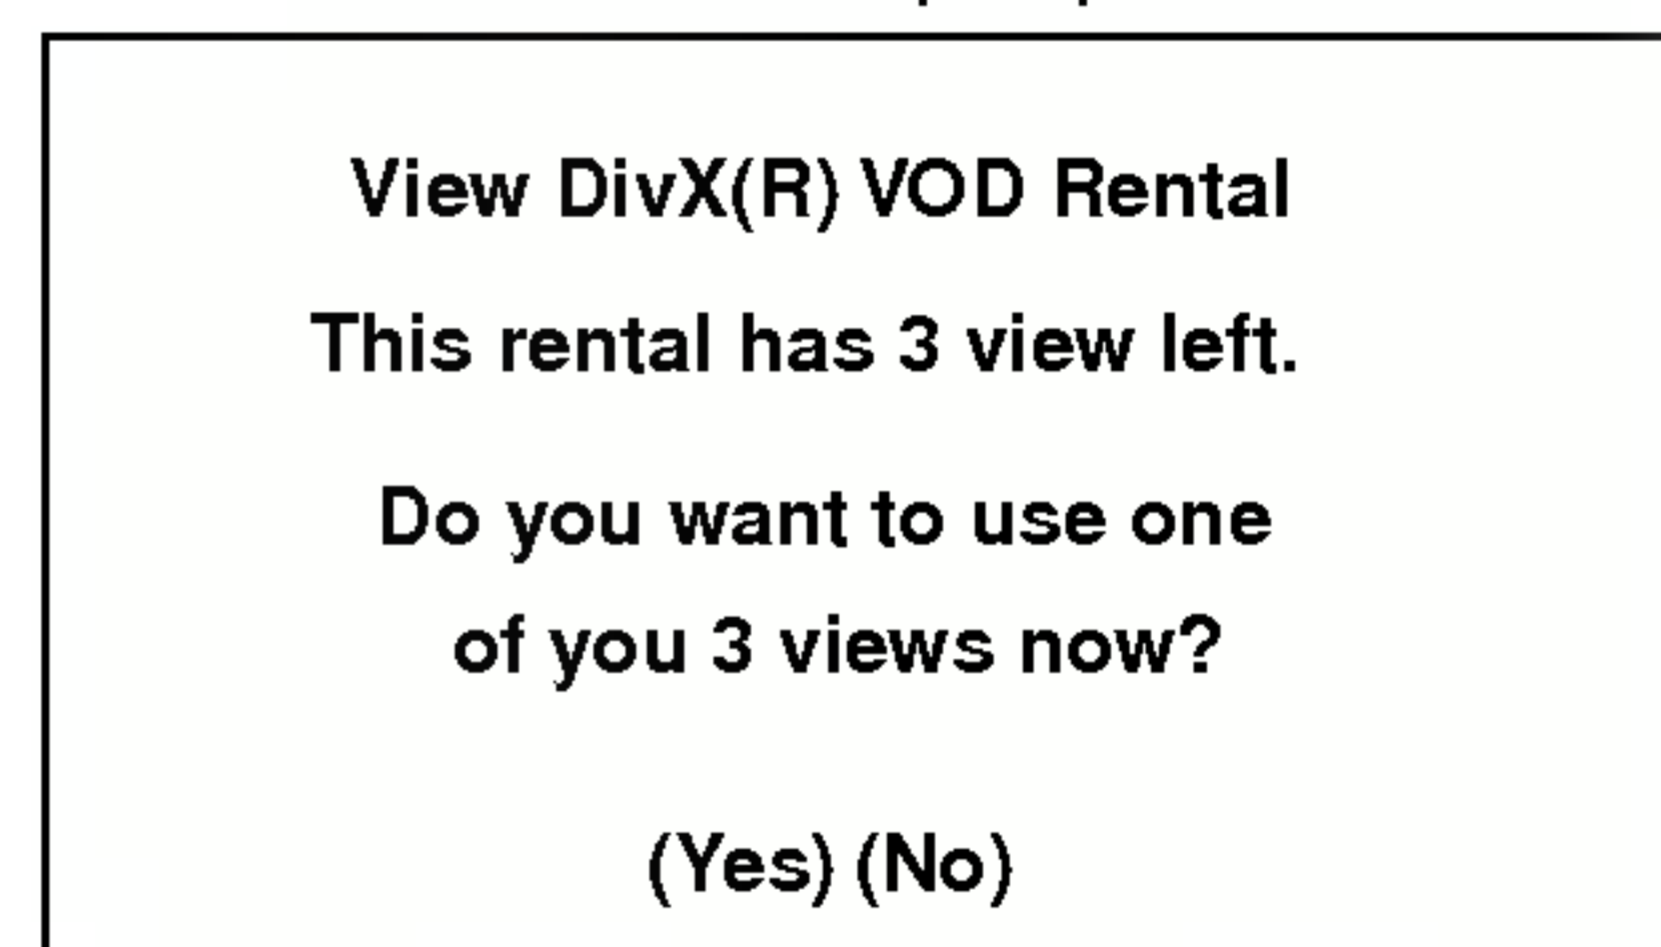 View DivX(R) VOD Rental
This rental has 3 view left.
Do you want to use one
of you 3 views now?
(Yes) (No)